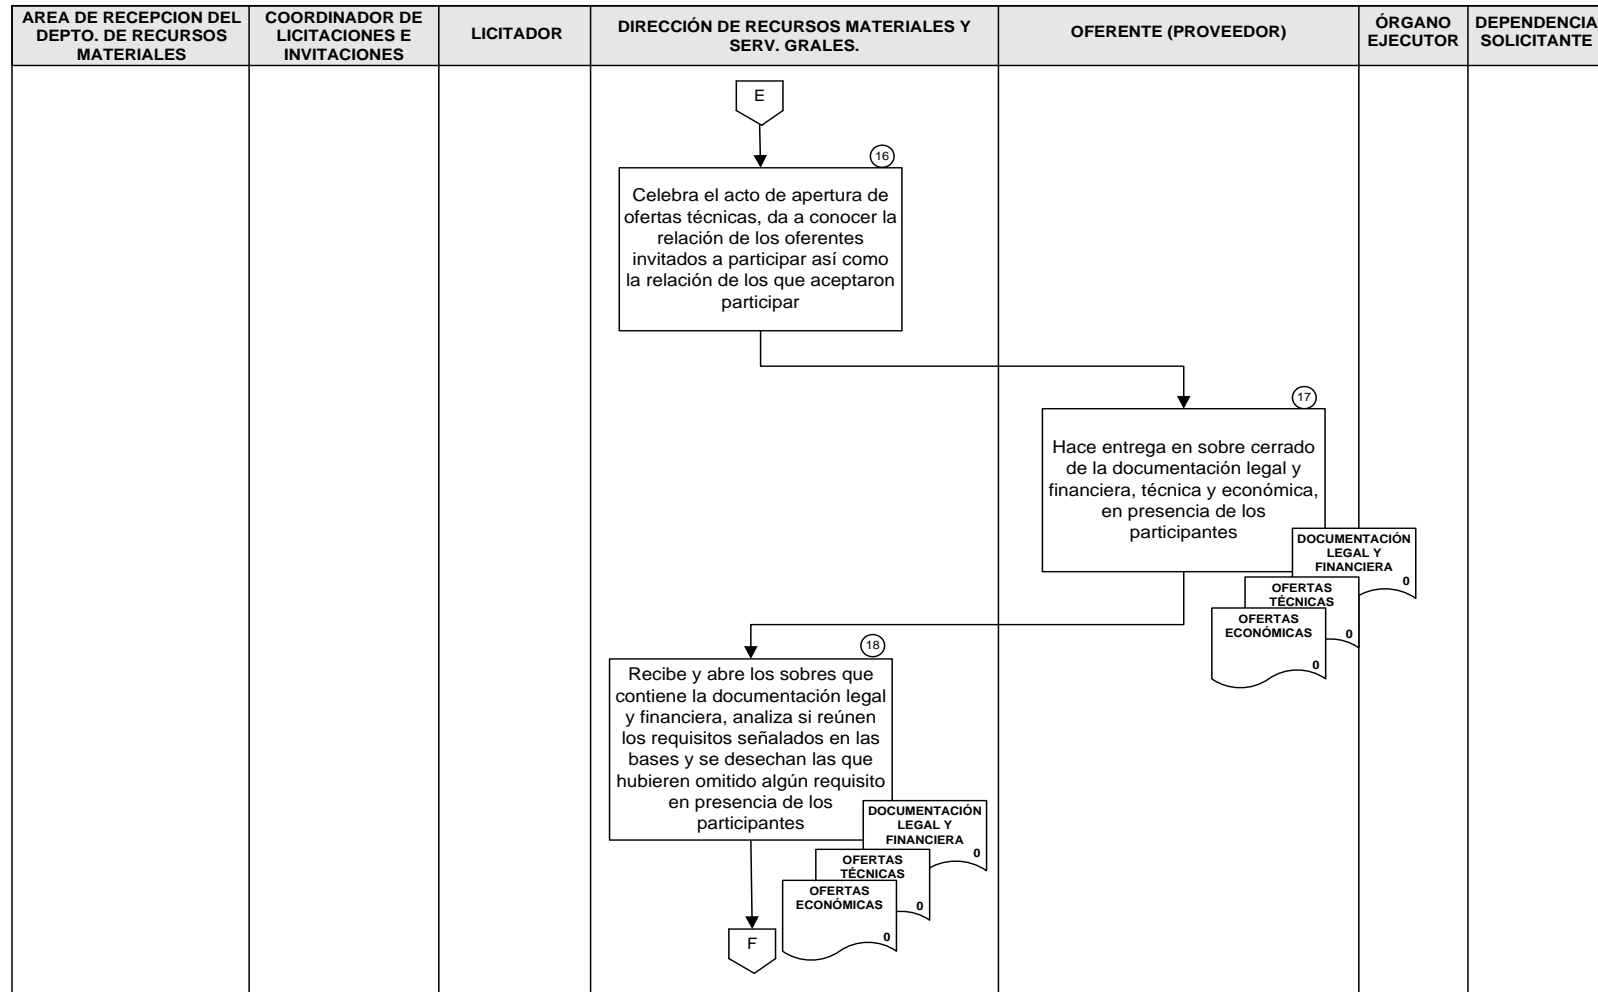 AREA DE RECEPCION DEL
DEPTO. DE RECURSOS
MATERIALES
COORDINADOR DE
LICITACIONES E
INVITACIONES
LICITADOR
DIRECCIÓN DE RECURSOS MATERIALES Y
SERV. GRALES.
OFERENTE (PROVEEDOR)
ÓRGANO
EJECUTOR
DEPENDENCIA
SOLICITANTE
E
16
Celebra el acto de apertura de
ofertas técnicas, da a conocer la
relación de los oferentes
invitados a participar así como
la relación de los que aceptaron
participar
17
Hace entrega en sobre cerrado
de la documentación legal y
financiera, técnica y económica,
en presencia de los
participantes
DOCUMENTACIÓN
LEGAL Y
FINANCIERA
0
OFERTAS
TÉCNICAS
0
OFERTAS
ECONÓMICAS
0
18
Recibe y abre los sobres que
contiene la documentación legal
y financiera, analiza si reúnen
los requisitos señalados en las
bases y se desechan las que
hubieren omitido algún requisito
en presencia de los
participantes
DOCUMENTACIÓN
LEGAL Y
FINANCIERA
0
OFERTAS
TÉCNICAS
0
OFERTAS
ECONÓMICAS
0
F